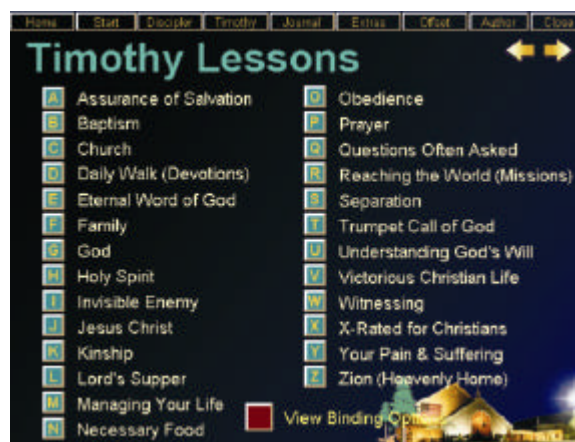 Home Start Discipler Timothy Journal Extras Offset Author Close
Timothy Lessons
A Assurance of Salvation
B Baptism
C Church
D Daily Walk (Devotions)
E Eternal Word of God
F Family
G God
H Holy Spirit
I Invisible Enemy
J Jesus Christ
K Kinship
L Lord's Supper
M Managing Your Life
N Necessary Food
O Obedience
P Prayer
Q Questions Often Asked
R Reaching the World (Missions)
S Separation
T Trumpet Call of God
U Understanding God's Will
V Victorious Christian Life
W Witnessing
X X-Rated for Christians
Y Your Pain & Suffering
Z Zion (Heavenly Home)
View Binding